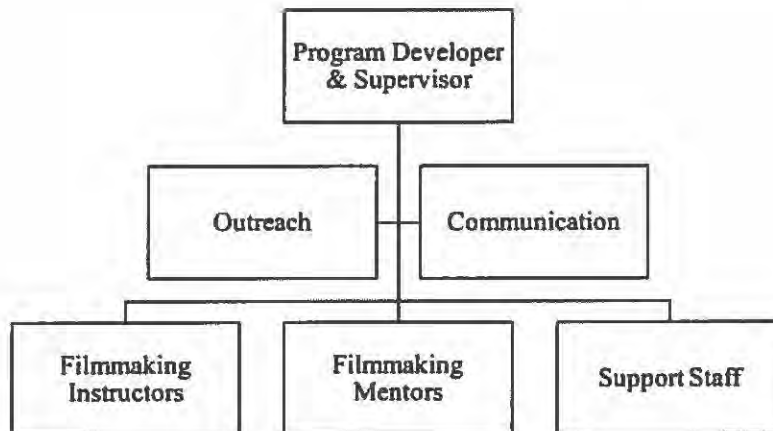 Program Developer
& Supervisor
Outreach
Communication
Filmmaking
Instructors
Filmmaking
Mentors
Support Staff